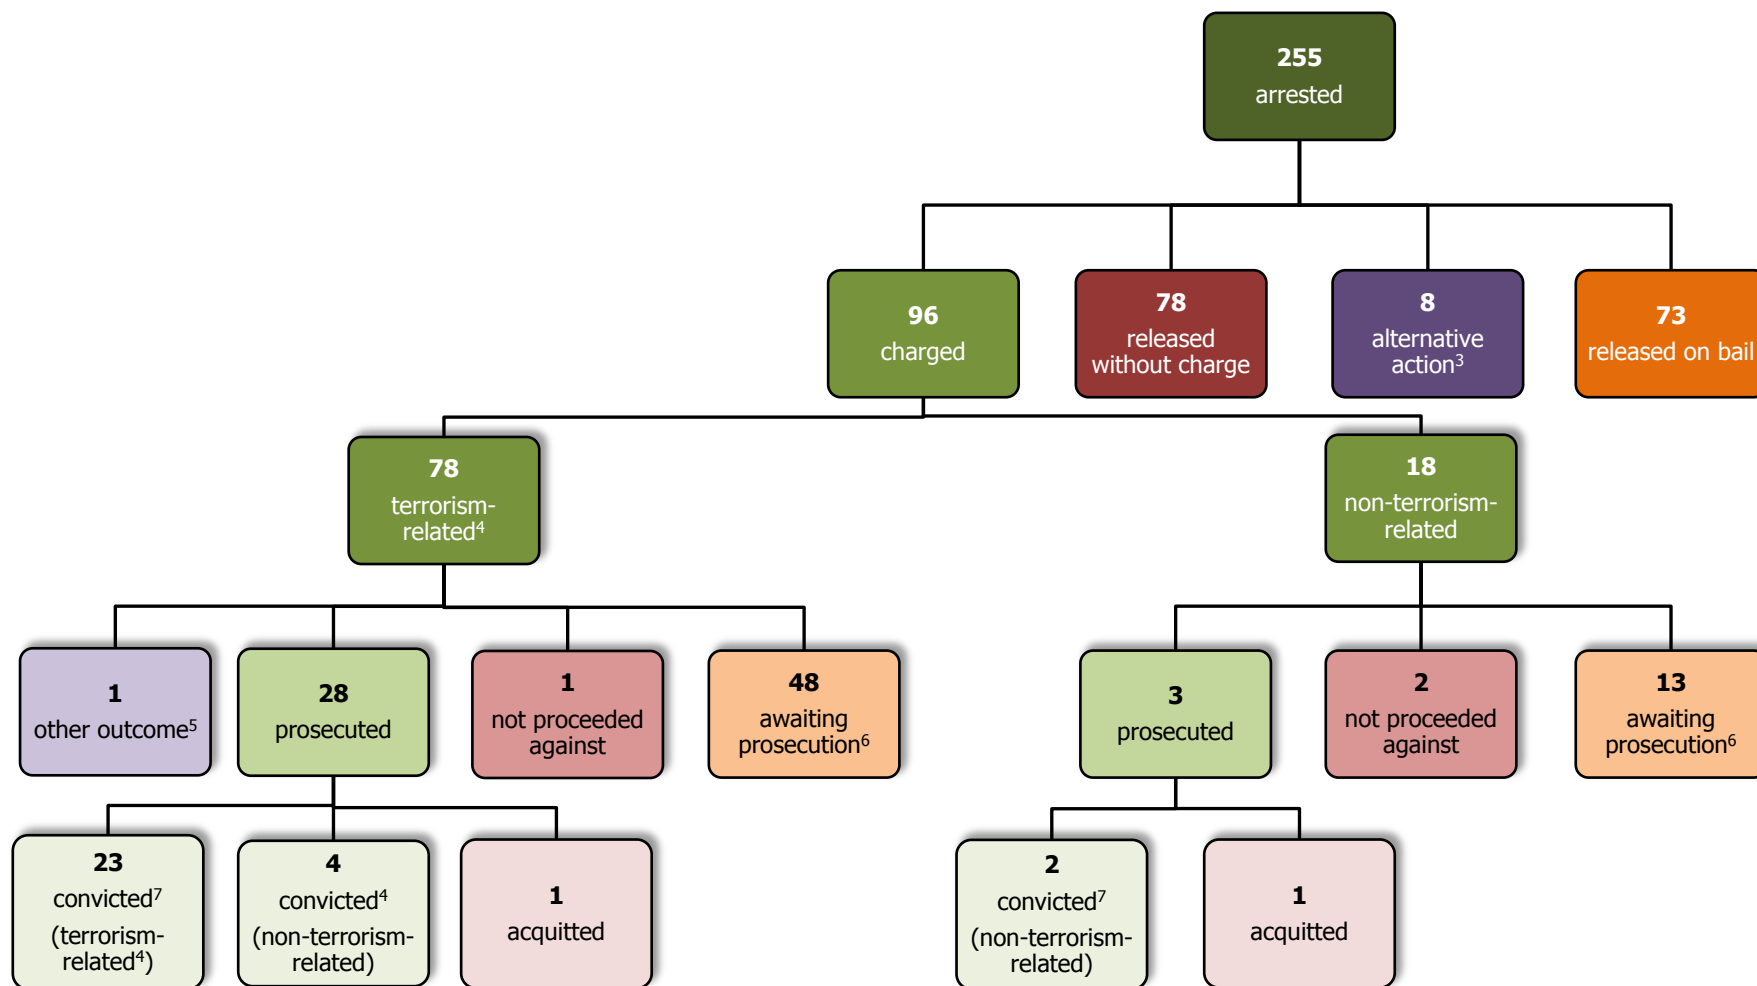 255
arrested
96
charged
78
released
without charge
8
alternative
action³
73
released on bail
78
terrorism-
related⁴
18
non-terrorism-
related
1
other outcome⁵
28
prosecuted
1
not proceeded
against
48
awaiting
prosecution⁶
3
prosecuted
2
not proceeded
against
13
awaiting
prosecution⁶
23
convicted⁷
(terrorism-
related⁴)
4
convicted⁴
(non-terrorism-
related)
1
acquitted
2
convicted⁷
(non-terrorism-
related)
1
acquitted